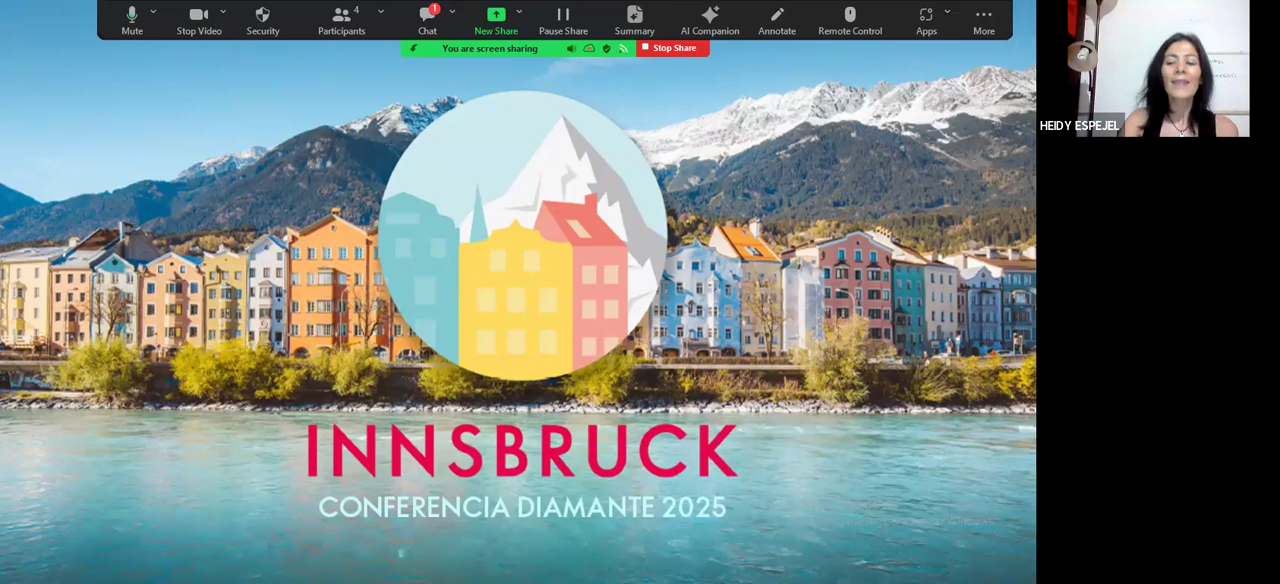 Mute
Stop Video
Security
4
Participants
1
Chat
New Share
Pause Share
Summary
AI Companion
Annotate
Remote Control
Apps
More
You are screen sharing
Stop Share
HEIDY ESPEJEL
INNSBRUCK
CONFERENCIA DIAMANTE 2025